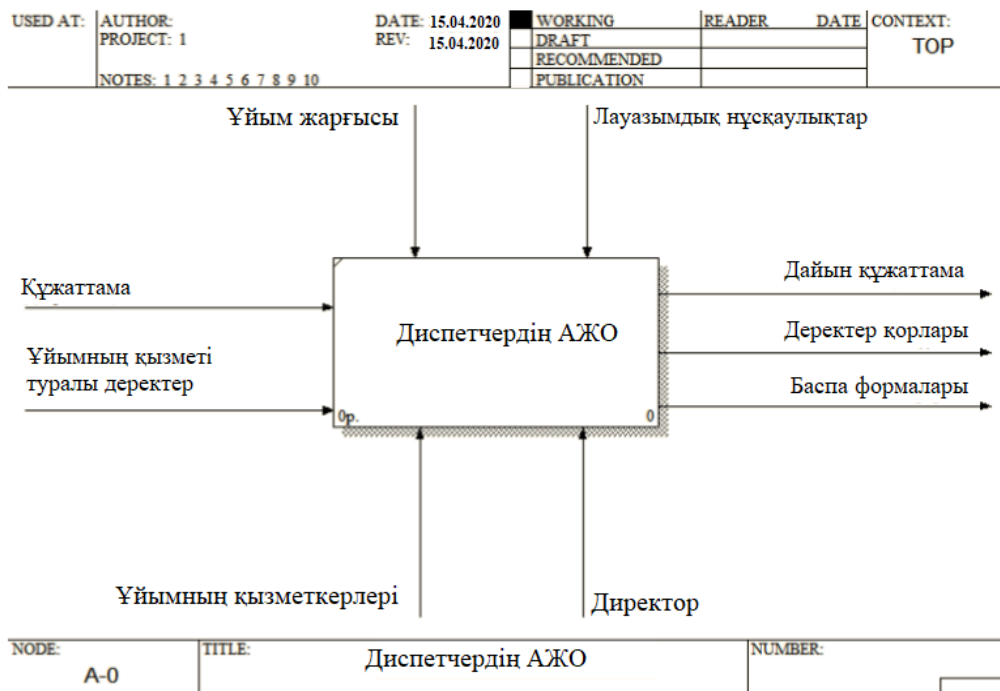 USED AT: AUTHOR: DATE: 15.04.2020 WORKING READER DATE CONTEXT:
PROJECT: 1 REV: 15.04.2020 DRAFT TOP
RECOMMENDED
NOTES: 1 2 3 4 5 6 7 8 9 10 PUBLICATION
Ұйым жарғысы
Лауазымдық нұсқаулықтар
Құжаттама
Ұйымның қызметі
туралы деректер
Диспетчердің АЖО
0р. 0
Дайын құжаттама
Деректер қорлары
Баспа формалары
Ұйымның қызметкерлері
Директор
NODE: TITLE: NUMBER:
A-0 Диспетчердің АЖО